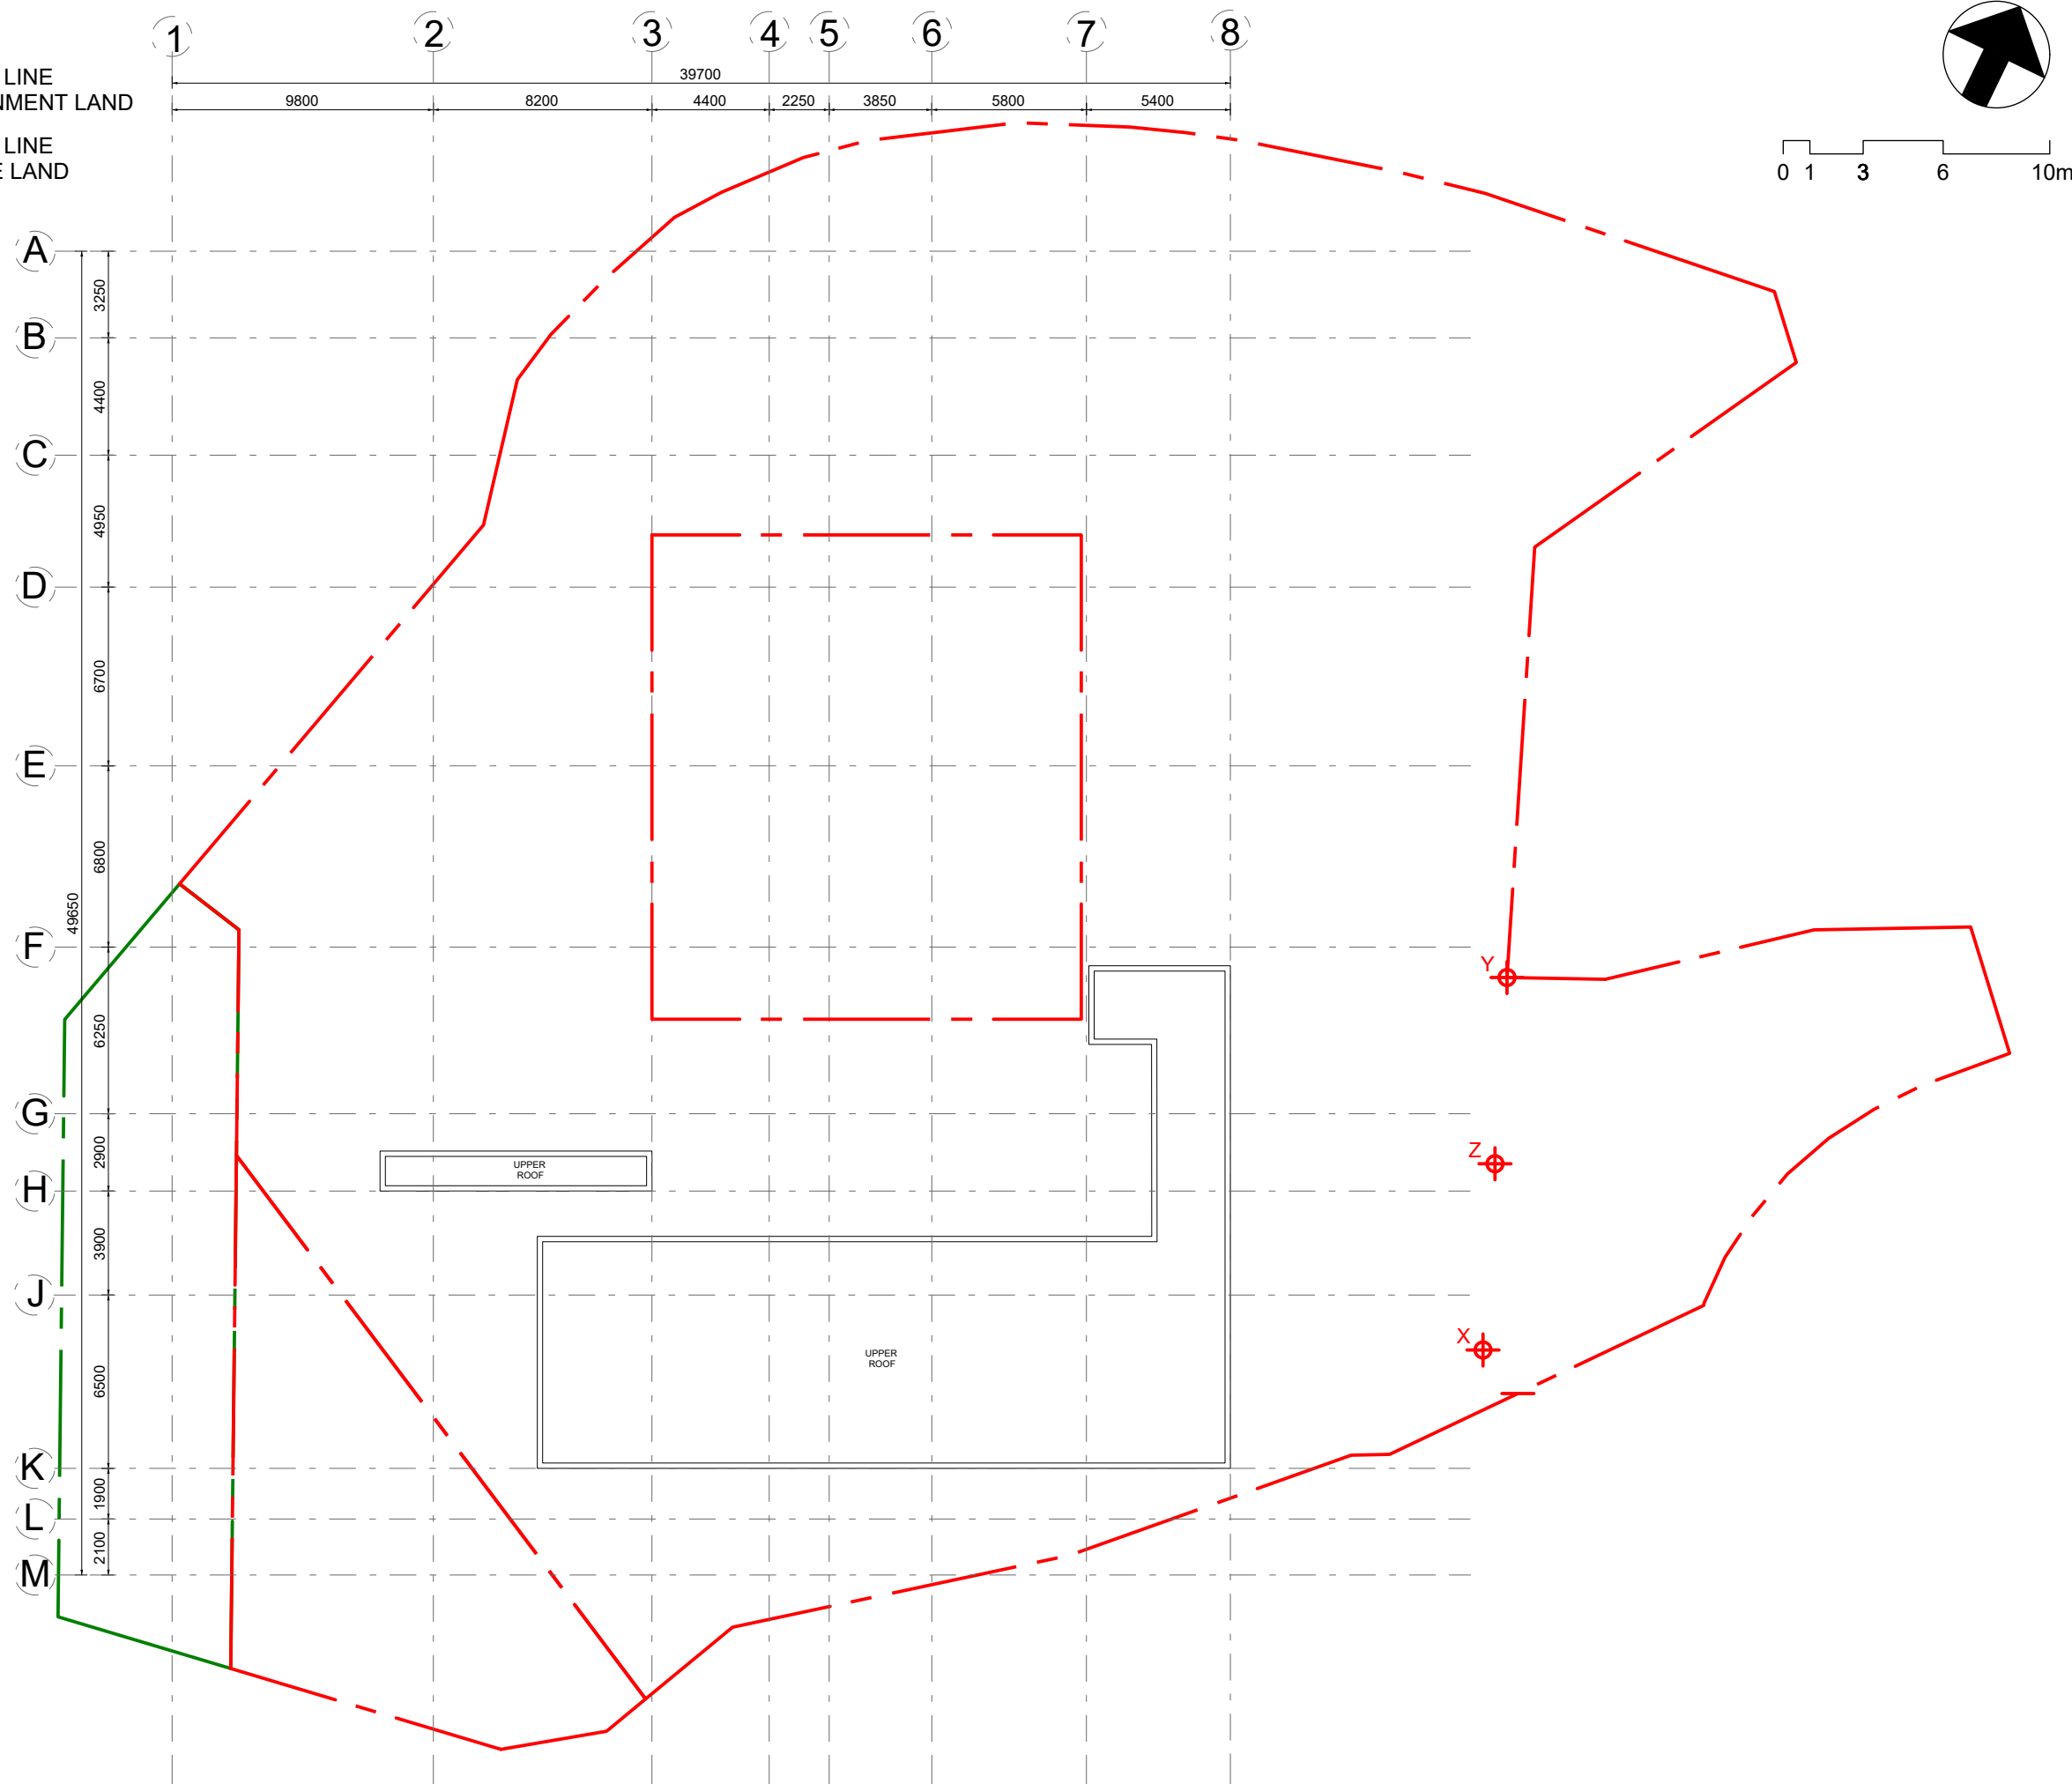 1 2 3 4 5 6 7 8
LINE
NMENT LAND
LINE
E LAND
39700
9800 8200 4400 2250 3850 5800 5400
0 1 3 6 10m
A
B
C
D
E
F
G
H
J
K
L
M
3250
4400
4950
6700
6800
49650
6250
2900
3900
6500
1900
2100
Y
Z
X
UPPER
ROOF
UPPER
ROOF